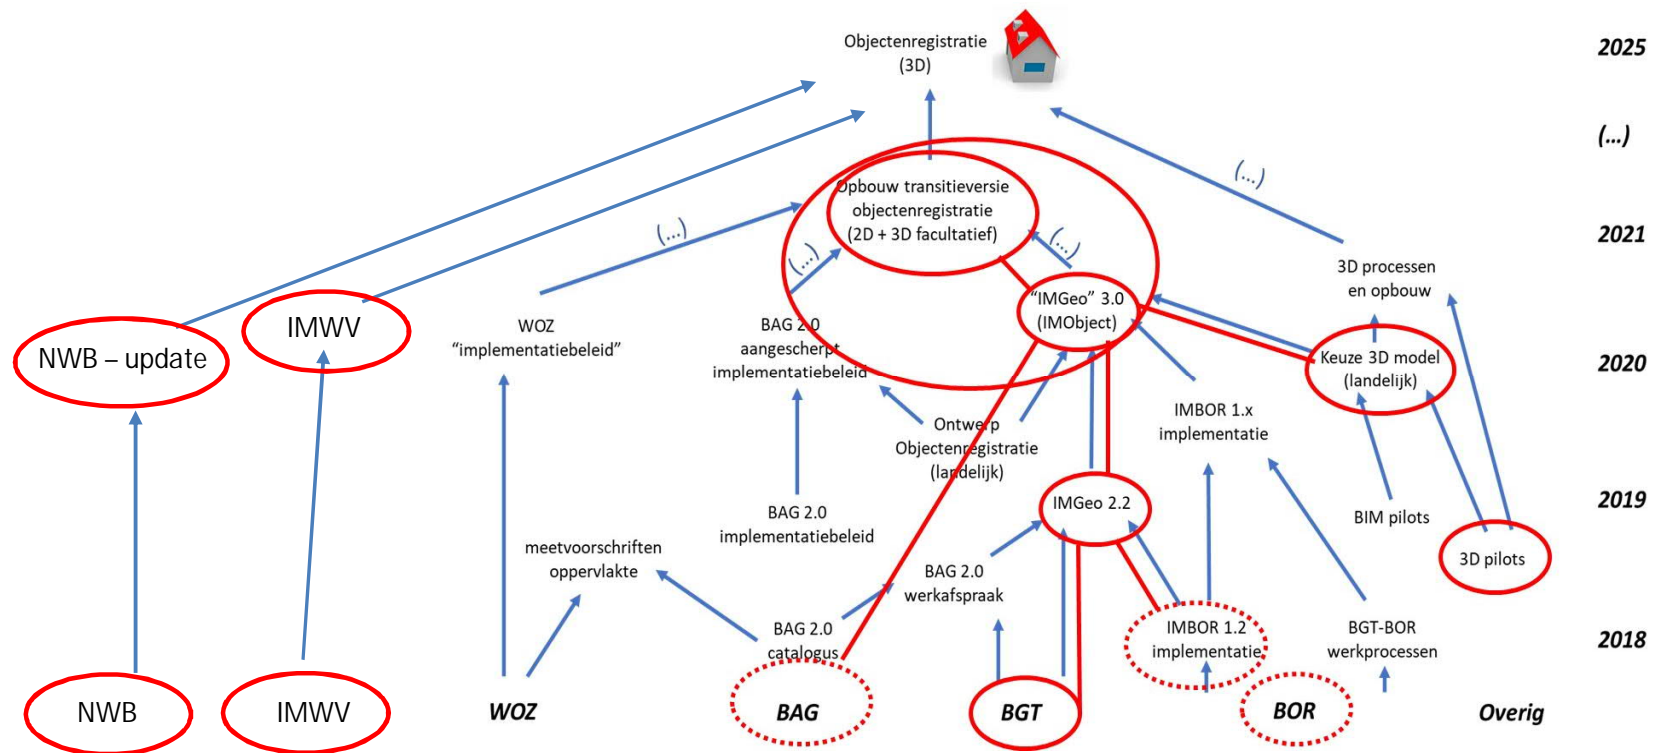 Objectenregistratie
(3D)
2025
(...)
(...)
Opbouw transitieversie
objectenregistratie
(2D + 3D facultatief)
(...)
(...)
(...)
2021
3D processen
en opbouw
"IMGeo" 3.0
(IMObject)
IMWV
NWB – update
WOZ
"implementatiebeleid"
BAG 2.0
aangescherpt
implementatiebeleid
Keuze 3D model
(landelijk)
2020
IMBOR 1.x
implementatie
Ontwerp
Objectenregistratie
(landelijk)
IMGeo 2.2
2019
BAG 2.0
implementatiebeleid
BIM pilots
meetvoorschriften
oppervlakte
3D pilots
BAG 2.0
werkafspraak
BAG 2.0
catalogus
IMBOR 1.2
implementatie
BGT-BOR
werkprocessen
2018
NWB
IMWV
WOZ
BAG
BGT
BOR
Overig